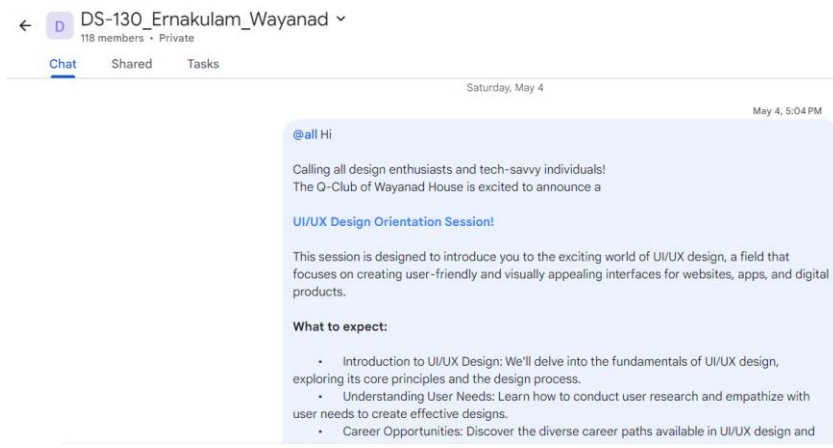 DS-130_Ernakulam_Wayanad
D
118 members • Private
Chat Shared Tasks
Saturday, May 4
May 4, 5:04 PM
@all Hi
Calling all design enthusiasts and tech-savvy individuals!
The Q-Club of Wayanad House is excited to announce a
UI/UX Design Orientation Session!
This session is designed to introduce you to the exciting world of UI/UX design, a field that
focuses on creating user-friendly and visually appealing interfaces for websites, apps, and digital
products.
What to expect:
• Introduction to UI/UX Design: We'll delve into the fundamentals of UI/UX design,
exploring its core principles and the design process.
• Understanding User Needs: Learn how to conduct user research and empathize with
user needs to create effective designs.
• Career Opportunities: Discover the diverse career paths available in UI/UX design and